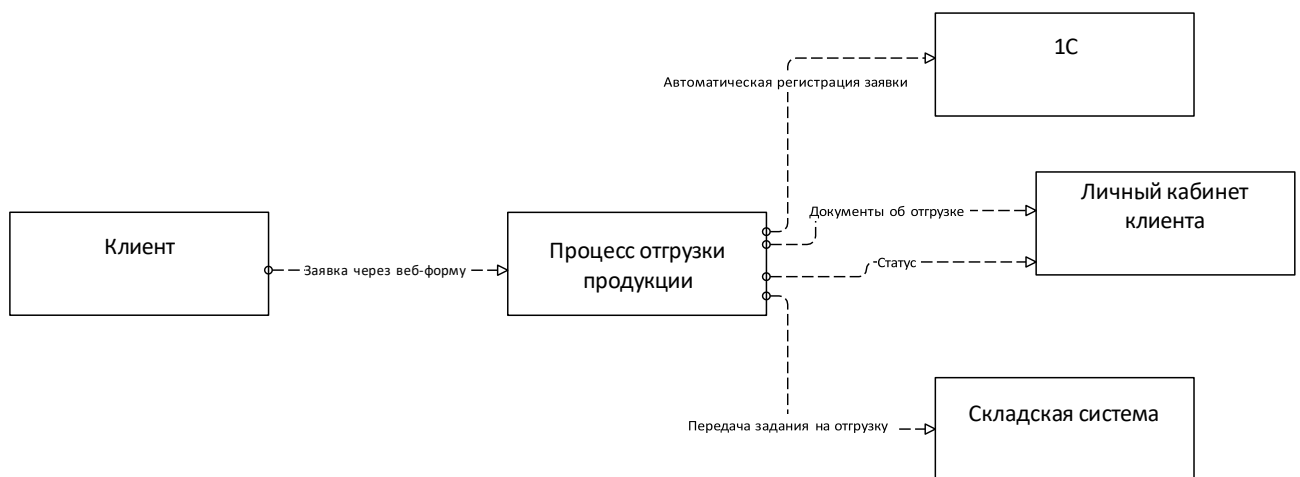 1С
Автоматическая регистрация заявки
Личный кабинет
клиента
Документы об отгрузке
Клиент
Процесс отгрузки
продукции
Заявка через веб-форму
Статус
Складская система
Передача задания на отгрузку